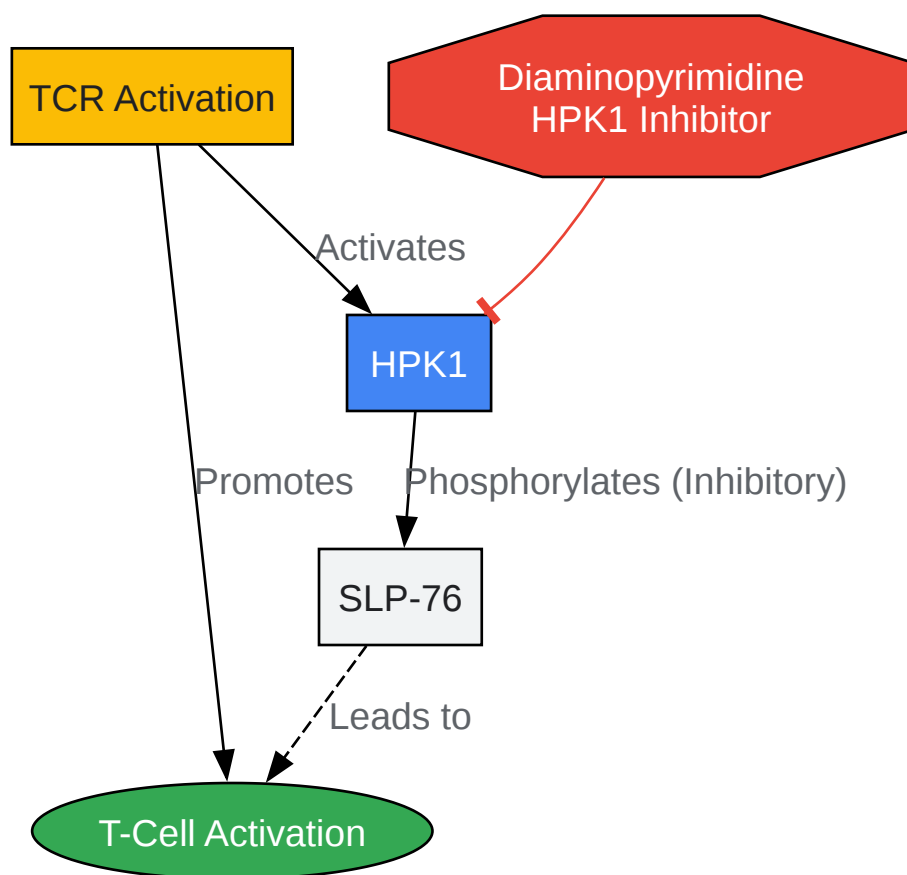 TCR Activation
Diaminopyrimidine
HPK1 Inhibitor
Activates
HPK1
Promotes
Phosphorylates (Inhibitory)
SLP-76
Leads to
T-Cell Activation